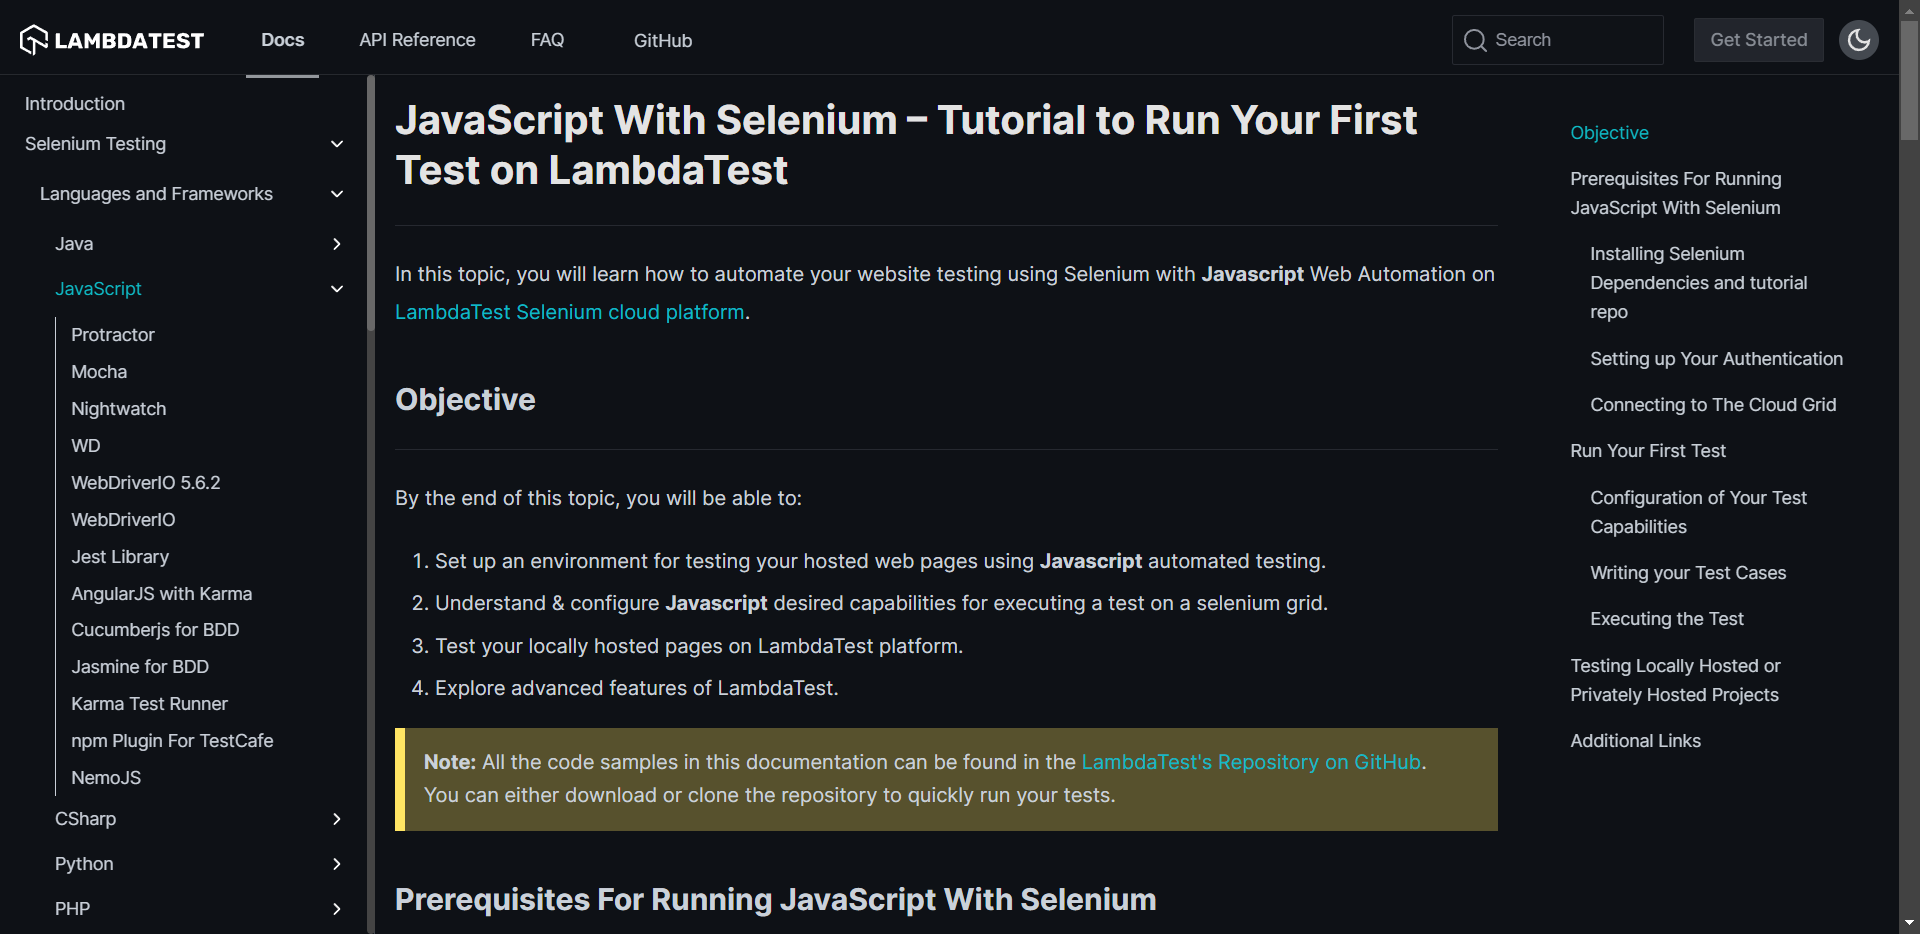 LAMBDATEST
Docs
API Reference
FAQ
GitHub
Search
Get Started
Introduction
Selenium Testing
Languages and Frameworks
Java
JavaScript
Protractor
Mocha
Nightwatch
WD
WebDriverIO 5.6.2
WebDriverIO
Jest Library
AngularJS with Karma
Cucumberjs for BDD
Jasmine for BDD
Karma Test Runner
npm Plugin For TestCafe
NemoJS
CSharp
Python
PHP
JavaScript With Selenium – Tutorial to Run Your First
Test on LambdaTest
In this topic, you will learn how to automate your website testing using Selenium with Javascript Web Automation on
LambdaTest Selenium cloud platform.
Objective
By the end of this topic, you will be able to:
1. Set up an environment for testing your hosted web pages using Javascript automated testing.
2. Understand & configure Javascript desired capabilities for executing a test on a selenium grid.
3. Test your locally hosted pages on LambdaTest platform.
4. Explore advanced features of LambdaTest.
Note: All the code samples in this documentation can be found in the LambdaTest's Repository on GitHub.
You can either download or clone the repository to quickly run your tests.
Prerequisites For Running JavaScript With Selenium
Objective
Prerequisites For Running
JavaScript With Selenium
Installing Selenium
Dependencies and tutorial
repo
Setting up Your Authentication
Connecting to The Cloud Grid
Run Your First Test
Configuration of Your Test
Capabilities
Writing your Test Cases
Executing the Test
Testing Locally Hosted or
Privately Hosted Projects
Additional Links